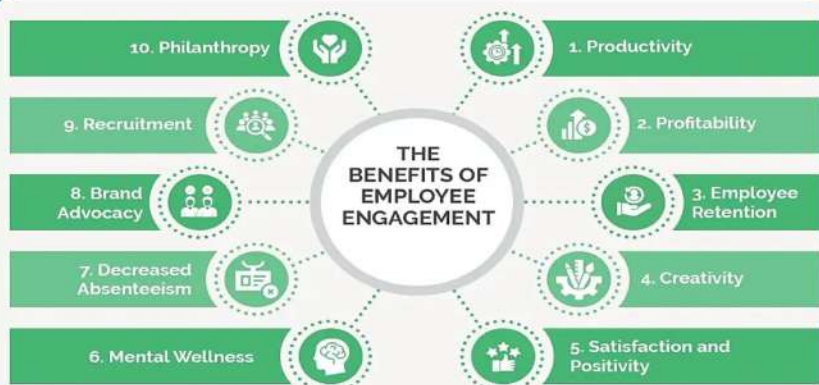 THE
BENEFITS OF
EMPLOYEE
ENGAGEMENT
1. Productivity
2. Profitability
3. Employee
Retention
4. Creativity
5. Satisfaction and
Positivity
6. Mental Wellness
7. Decreased
Absenteeism
8. Brand
Advocacy
9. Recruitment
10. Philanthropy